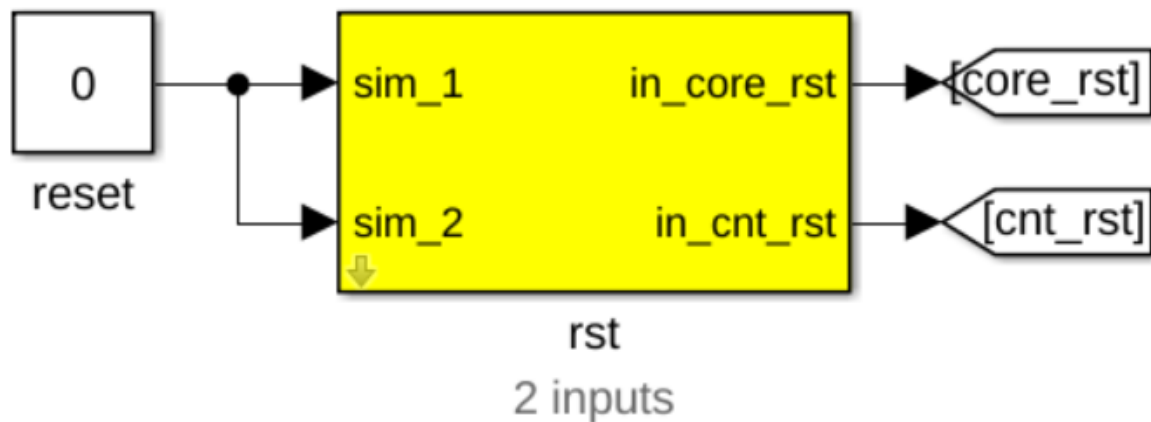 0
reset
sim_1 in_core_rst
sim_2 in_cnt_rst
[core_rst]
[cnt_rst]
rst
2 inputs